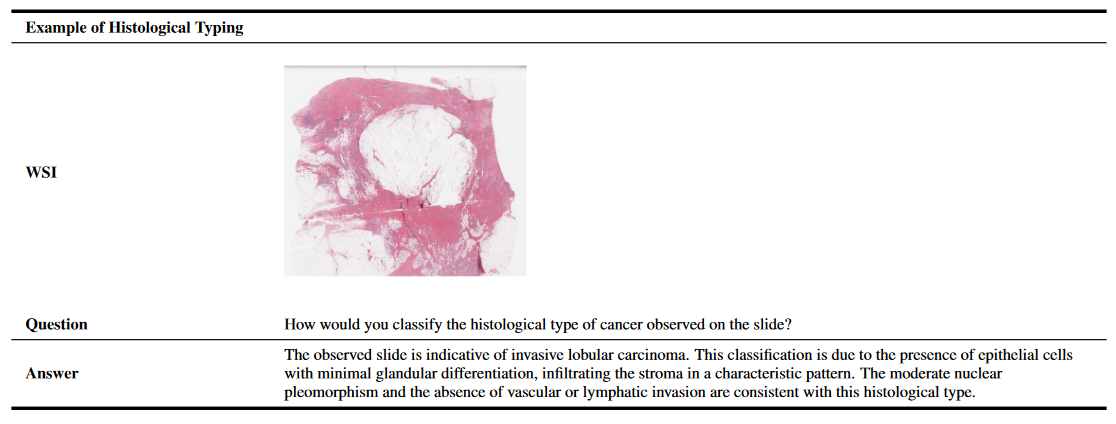 Example of Histological Typing
WSI
Question
How would you classify the histological type of cancer observed on the slide?
Answer
The observed slide is indicative of invasive lobular carcinoma. This classification is due to the presence of epithelial cells
with minimal glandular differentiation, infiltrating the stroma in a characteristic pattern. The moderate nuclear
pleomorphism and the absence of vascular or lymphatic invasion are consistent with this histological type.